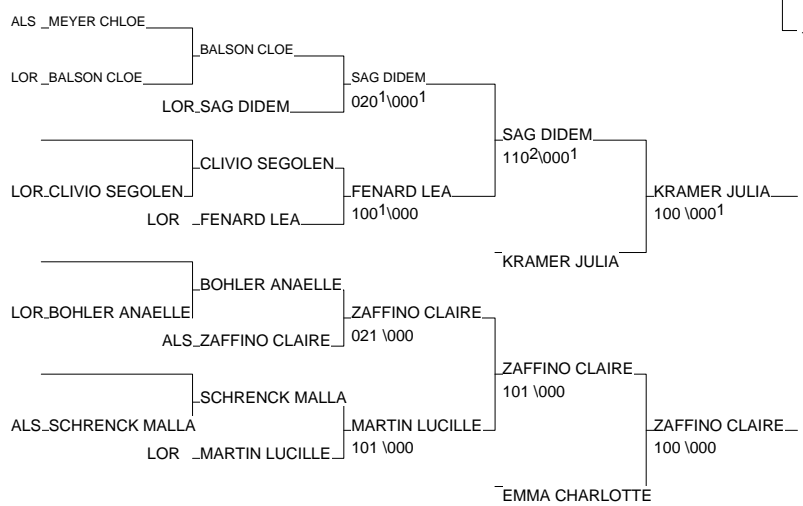 ALS MEYER CHLOE
BALSON CLOE
LOR BALSON CLOE
SAG DIDEM
020¹\000¹
LOR SAG DIDEM
SAG DIDEM
110²\000¹
CLIVIO SEGOLEN
LOR CLIVIO SEGOLEN
FENARD LEA
100¹\000
KRAMER JULIA
100 \000¹
LOR FENARD LEA
KRAMER JULIA
BOHLER ANAELLE
LOR BOHLER ANAELLE
ZAFFINO CLAIRE
021 \000
ALS ZAFFINO CLAIRE
ZAFFINO CLAIRE
101 \000
SCHRENCK MALLA
ALS SCHRENCK MALLA
MARTIN LUCILLE
101 \000
ZAFFINO CLAIRE
100 \000
LOR MARTIN LUCILLE
EMMA CHARLOTTE